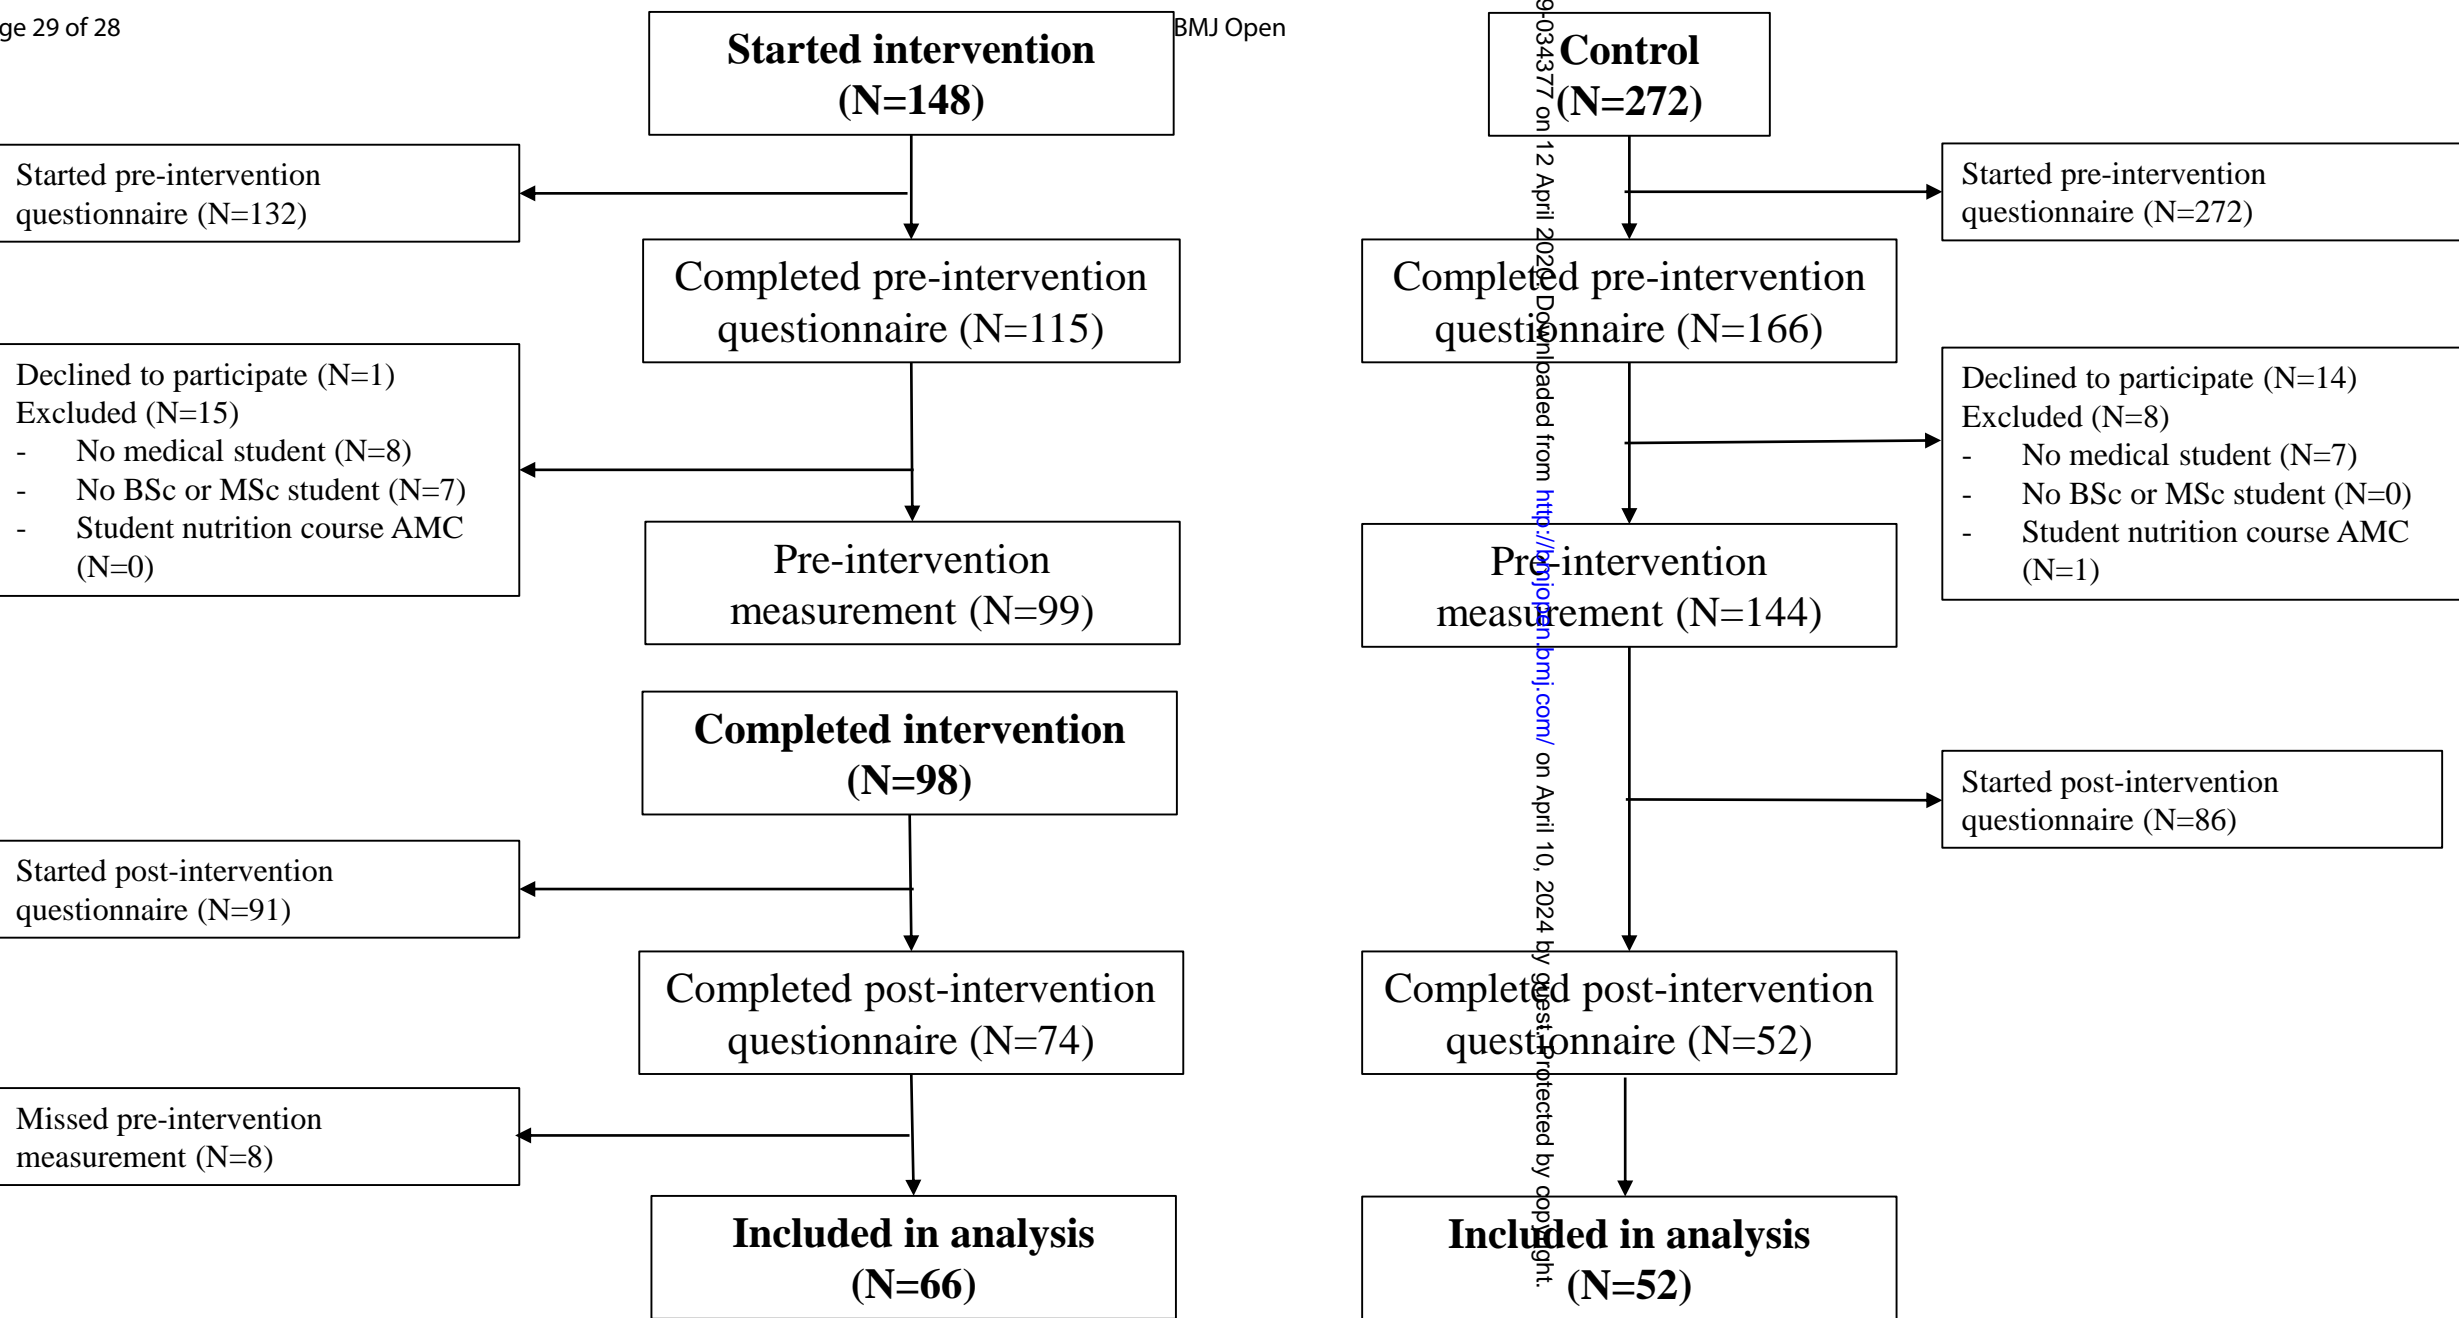 ge 29 of 28
BMJ Open
Started intervention
(N=148)
Started pre-intervention
questionnaire (N=132)
Completed pre-intervention
questionnaire (N=115)
Declined to participate (N=1)
Excluded (N=15)
- No medical student (N=8)
- No BSc or MSc student (N=7)
- Student nutrition course AMC
(N=0)
Pre-intervention
measurement (N=99)
Completed intervention
(N=98)
Started post-intervention
questionnaire (N=91)
Completed post-intervention
questionnaire (N=74)
Missed pre-intervention
measurement (N=8)
Included in analysis
(N=66)
Control
(N=272)
Started pre-intervention
questionnaire (N=272)
Completed pre-intervention
questionnaire (N=166)
Declined to participate (N=14)
Excluded (N=8)
- No medical student (N=7)
- No BSc or MSc student (N=0)
- Student nutrition course AMC
(N=1)
Pre-intervention
measurement (N=144)
Started post-intervention
questionnaire (N=86)
Completed post-intervention
questionnaire (N=52)
Included in analysis
(N=52)
9-034377 on 12 April 2020. Downloaded from http://bmjopen.bmj.com/ on April 10, 2024 by guest. Protected by copyright.